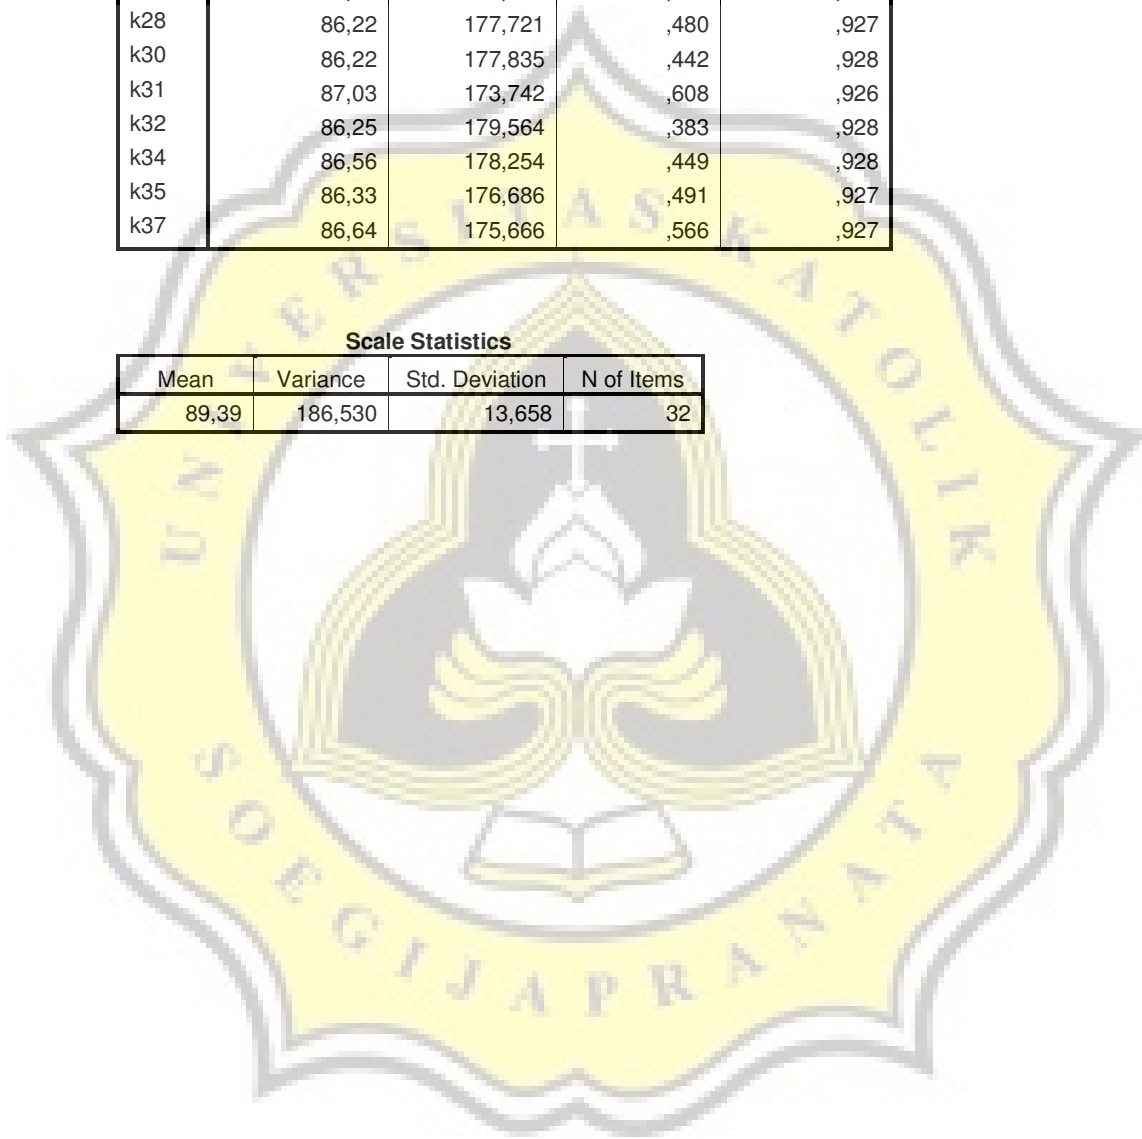 k28 86,22 177,721 ,480 ,927
k30 86,22 177,835 ,442 ,928
k31 87,03 173,742 ,608 ,926
k32 86,25 179,564 ,383 ,928
k34 86,56 178,254 ,449 ,928
k35 86,33 176,686 ,491 ,927
k37 86,64 175,666 ,566 ,927
Scale Statistics
Mean Variance Std. Deviation N of Items
89,39 186,530 13,658 32
UNIVERSITAS KATOLIK
SOEGIJAPRANATA